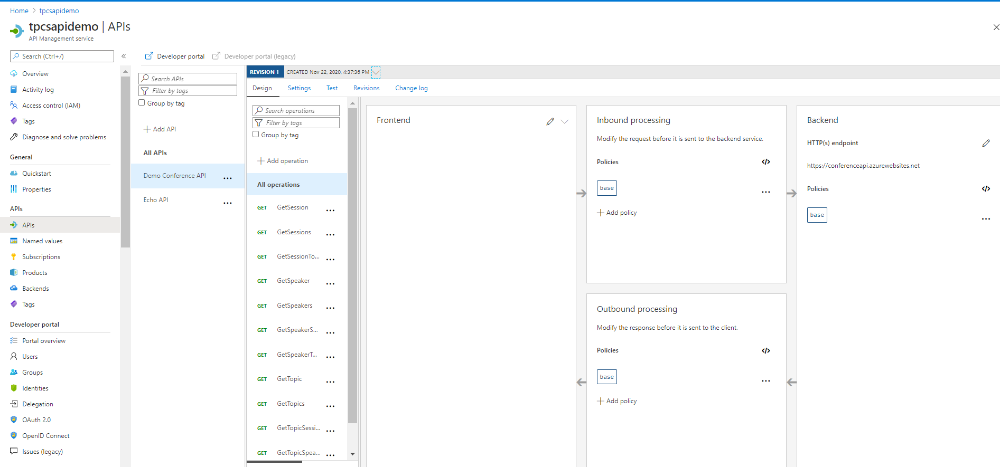 Home > tpcsapidemo
tpcsapidemo | APIs
API Management service
Search (Ctrl+/)
«
Overview
Activity log
Access control (IAM)
Tags
Diagnose and solve problems
General
Quickstart
Properties
APIs
APIs
Named values
Subscriptions
Products
Backends
Tags
Developer portal
Portal overview
Users
Groups
Identities
Delegation
OAuth 2.0
OpenID Connect
Issues (legacy)
Developer portal
Developer portal (legacy)
Search APIs
Filter by tags
Group by tag
+ Add API
All APIs
Demo Conference API ...
Echo API ...
REVISION 1 CREATED Nov 22, 2020, 4:37:36 PM
Design Settings Test Revisions Change log
Search operations
Filter by tags
Group by tag
+ Add operation
All operations
GET GetSession ...
GET GetSessions ...
GET GetSessionTo... ...
GET GetSpeaker ...
GET GetSpeakers ...
GET GetSpeakerS... ...
GET GetSpeakerT... ...
GET GetTopic ...
GET GetTopics ...
GET GetTopicSessi... ...
GET GetTopicSpea... ...
Frontend
Inbound processing
Modify the request before it is sent to the backend service.
Policies </>
base ...
+ Add policy
Outbound processing
Modify the response before it is sent to the client.
Policies </>
base ...
+ Add policy
Backend
HTTP(s) endpoint
https://conferenceapi.azurewebsites.net
Policies </>
base ...